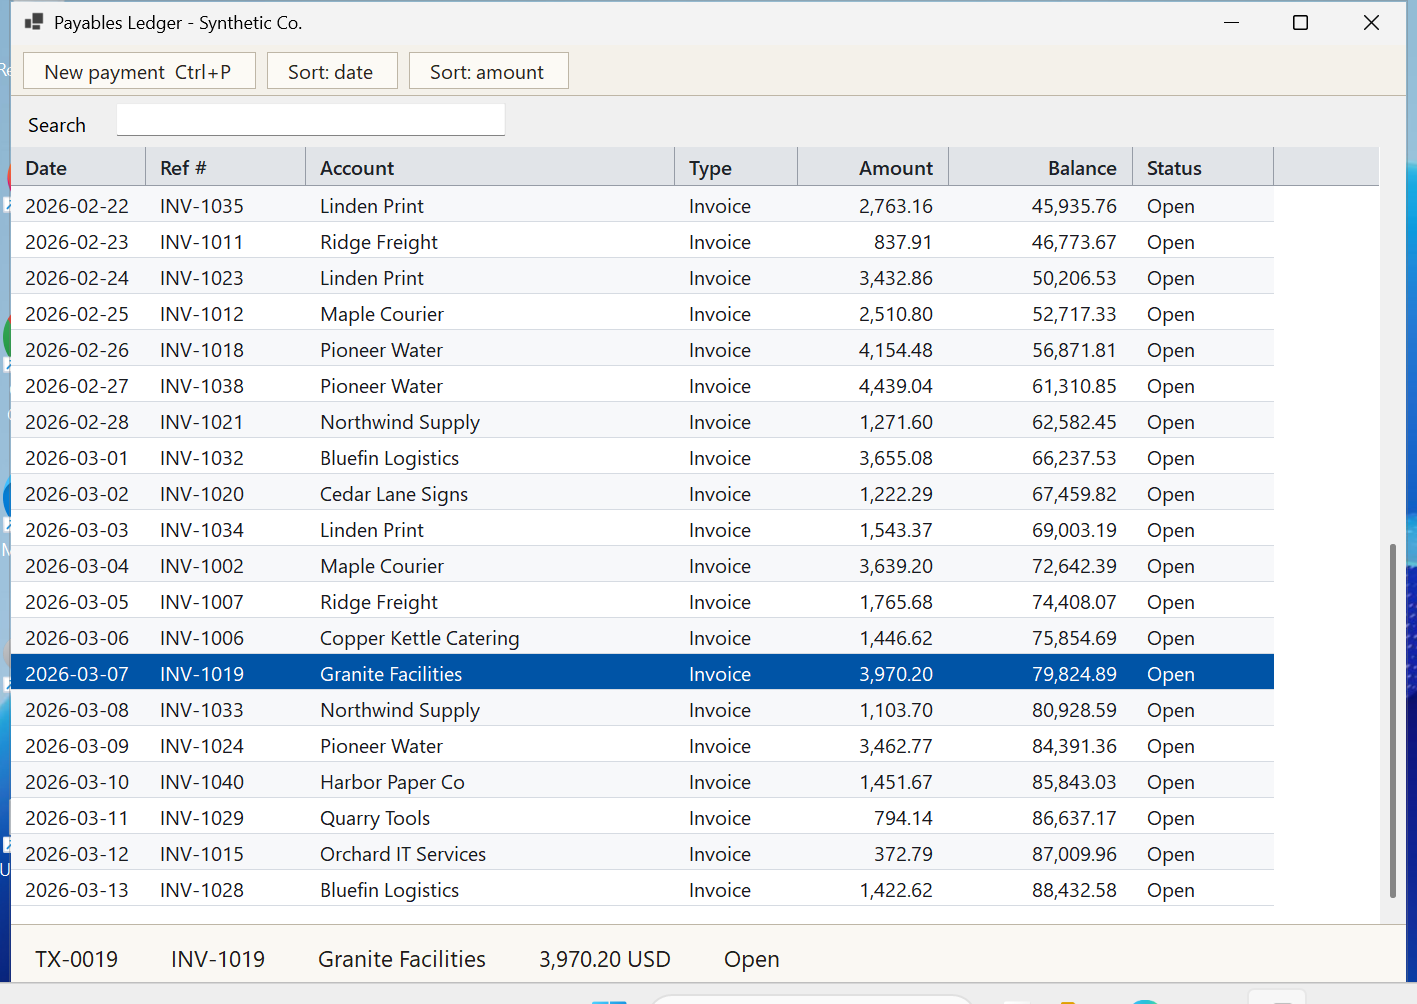 Payables Ledger - Synthetic Co.
New payment Ctrl+P Sort: date Sort: amount
Search
Date Ref # Account Type Amount Balance Status
2026-02-22 INV-1035 Linden Print Invoice 2,763.16 45,935.76 Open
2026-02-23 INV-1011 Ridge Freight Invoice 837.91 46,773.67 Open
2026-02-24 INV-1023 Linden Print Invoice 3,432.86 50,206.53 Open
2026-02-25 INV-1012 Maple Courier Invoice 2,510.80 52,717.33 Open
2026-02-26 INV-1018 Pioneer Water Invoice 4,154.48 56,871.81 Open
2026-02-27 INV-1038 Pioneer Water Invoice 4,439.04 61,310.85 Open
2026-02-28 INV-1021 Northwind Supply Invoice 1,271.60 62,582.45 Open
2026-03-01 INV-1032 Bluefin Logistics Invoice 3,655.08 66,237.53 Open
2026-03-02 INV-1020 Cedar Lane Signs Invoice 1,222.29 67,459.82 Open
2026-03-03 INV-1034 Linden Print Invoice 1,543.37 69,003.19 Open
2026-03-04 INV-1002 Maple Courier Invoice 3,639.20 72,642.39 Open
2026-03-05 INV-1007 Ridge Freight Invoice 1,765.68 74,408.07 Open
2026-03-06 INV-1006 Copper Kettle Catering Invoice 1,446.62 75,854.69 Open
2026-03-07 INV-1019 Granite Facilities Invoice 3,970.20 79,824.89 Open
2026-03-08 INV-1033 Northwind Supply Invoice 1,103.70 80,928.59 Open
2026-03-09 INV-1024 Pioneer Water Invoice 3,462.77 84,391.36 Open
2026-03-10 INV-1040 Harbor Paper Co Invoice 1,451.67 85,843.03 Open
2026-03-11 INV-1029 Quarry Tools Invoice 794.14 86,637.17 Open
2026-03-12 INV-1015 Orchard IT Services Invoice 372.79 87,009.96 Open
2026-03-13 INV-1028 Bluefin Logistics Invoice 1,422.62 88,432.58 Open
TX-0019 INV-1019 Granite Facilities 3,970.20 USD Open